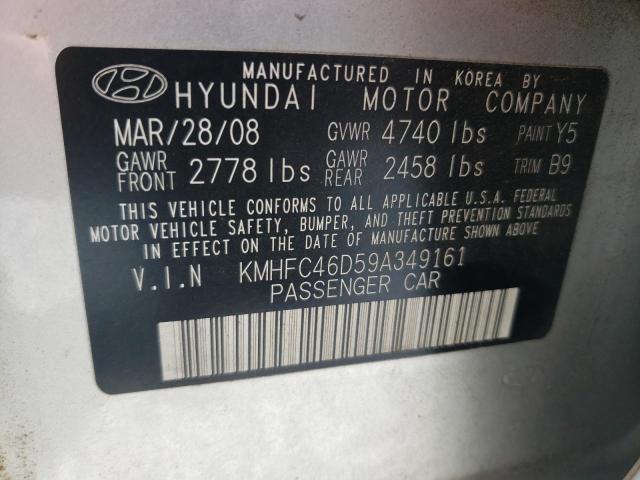 MANUFACTURED IN KOREA BY
HYUNDAI MOTOR COMPANY
MAR/28/08 GVWR 4740 lbs PAINT Y5
GAWR FRONT 2778 lbs GAWR REAR 2458 lbs TRIM B9
THIS VEHICLE CONFORMS TO ALL APPLICABLE U.S.A. FEDERAL
MOTOR VEHICLE SAFETY, BUMPER, AND THEFT PREVENTION STANDARDS
IN EFFECT ON THE DATE OF MANUFACTURE SHOWN ABOVE.
V.I.N KMHFC46D59A349161
PASSENGER CAR